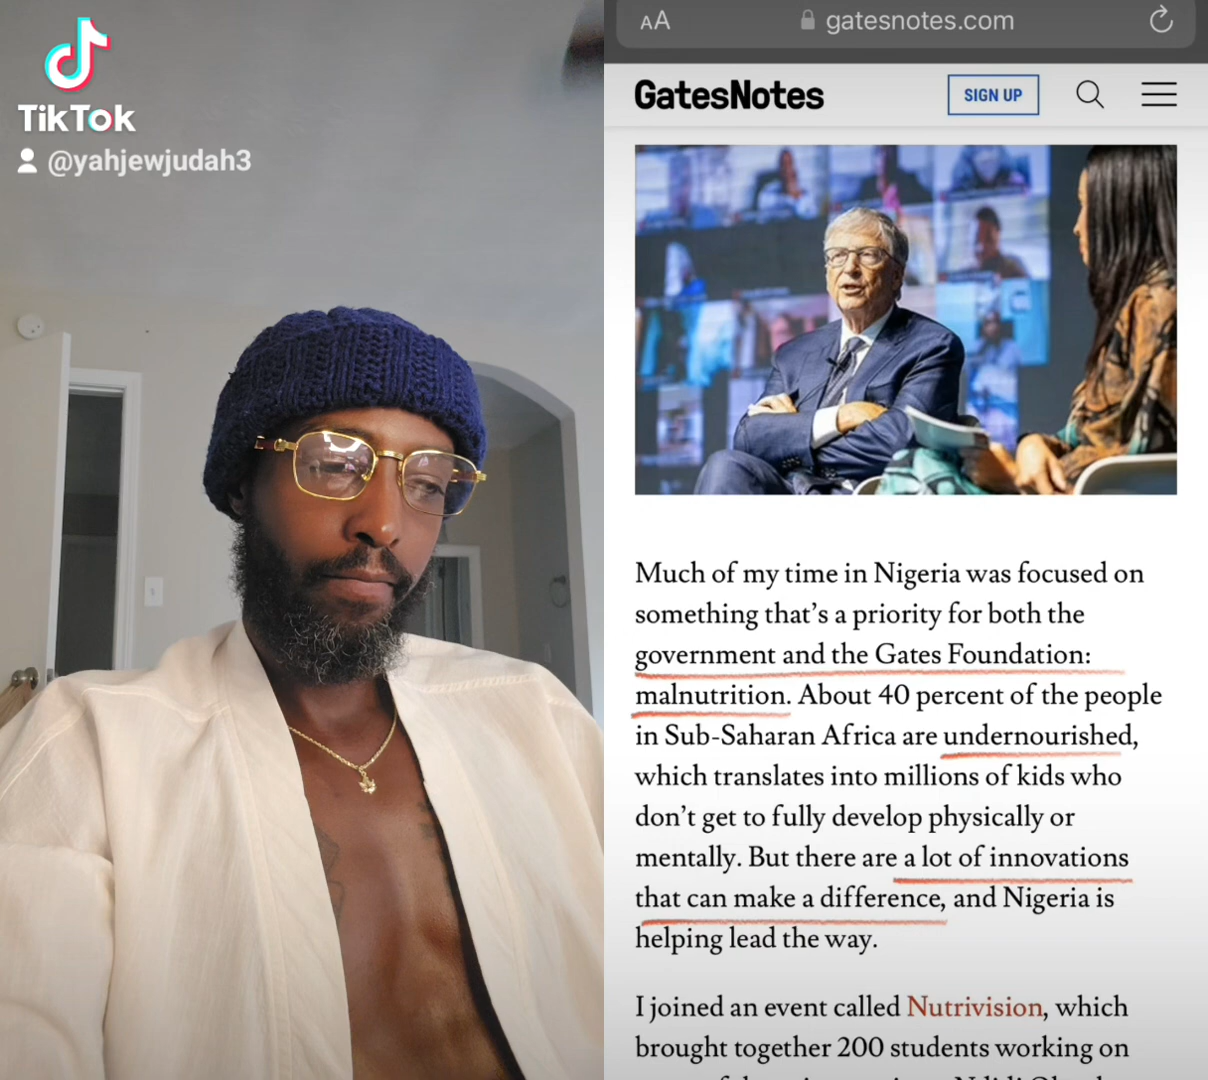 TikTok
@yahjewjudah3
AA gatesnotes.com
GatesNotes
SIGN UP
Much of my time in Nigeria was focused on
something that’s a priority for both the
government and the Gates Foundation:
malnutrition. About 40 percent of the people
in Sub-Saharan Africa are undernourished,
which translates into millions of kids who
don’t get to fully develop physically or
mentally. But there are a lot of innovations
that can make a difference, and Nigeria is
helping lead the way.
I joined an event called Nutrivision, which
brought together 200 students working on